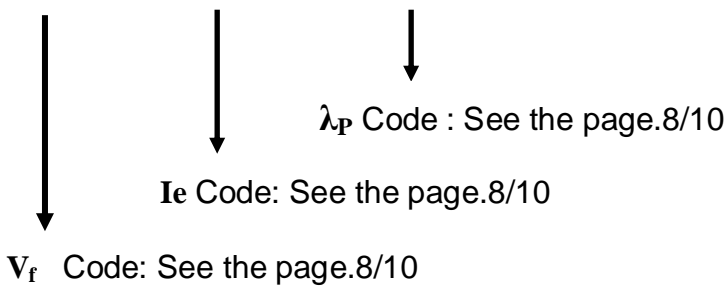 λP Code : See the page.8/10
Ie Code: See the page.8/10
Vf Code: See the page.8/10